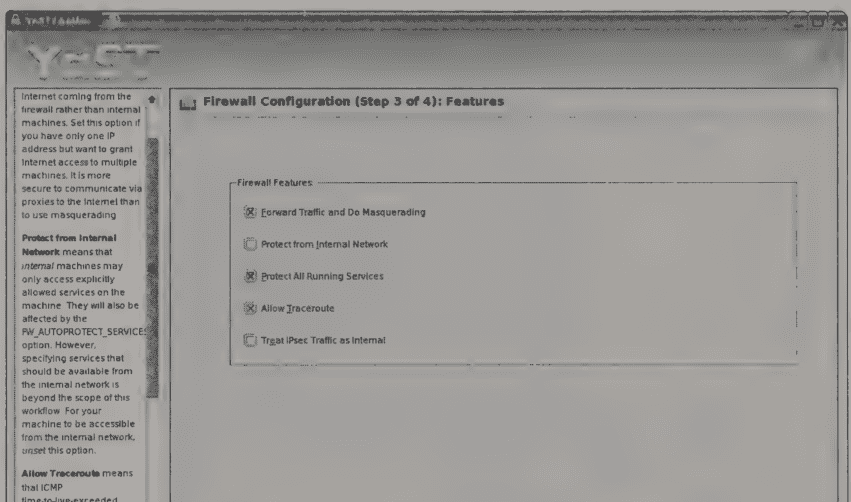 YaST
Internet coming from the
firewall rather than internal
machines. Set this option if
you have only one IP
address but want to grant
Internet access to multiple
machines. It is more
secure to communicate via
proxies to the Internet than
to use masquerading
Protect from Internal
Network means that
internal machines may
only access explicitly
allowed services on the
machine. They will also be
affected by the
FW_AUTOPROTECT_SERVICES
option. However,
specifying services that
should be available from
the internal network is
beyond the scope of this
workflow. For your
machine to be accessible
from the internal network,
unset this option.
Allow Traceroute means
that ICMP
time-to-live-exceeded
Firewall Configuration (Step 3 of 4): Features
Firewall Features
Forward Traffic and Do Masquerading
Protect from Internal Network
Protect All Running Services
Allow Traceroute
Treat IPsec Traffic as Internal